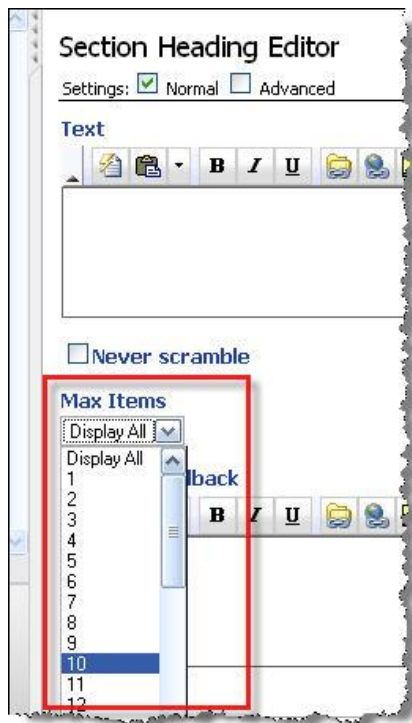 Section Heading Editor
Settings: Normal Advanced
Text
B I U
Never scramble
Max Items
Display All
Display All
1
lback
2
3
B I U
4
5
6
7
8
9
10
11
12